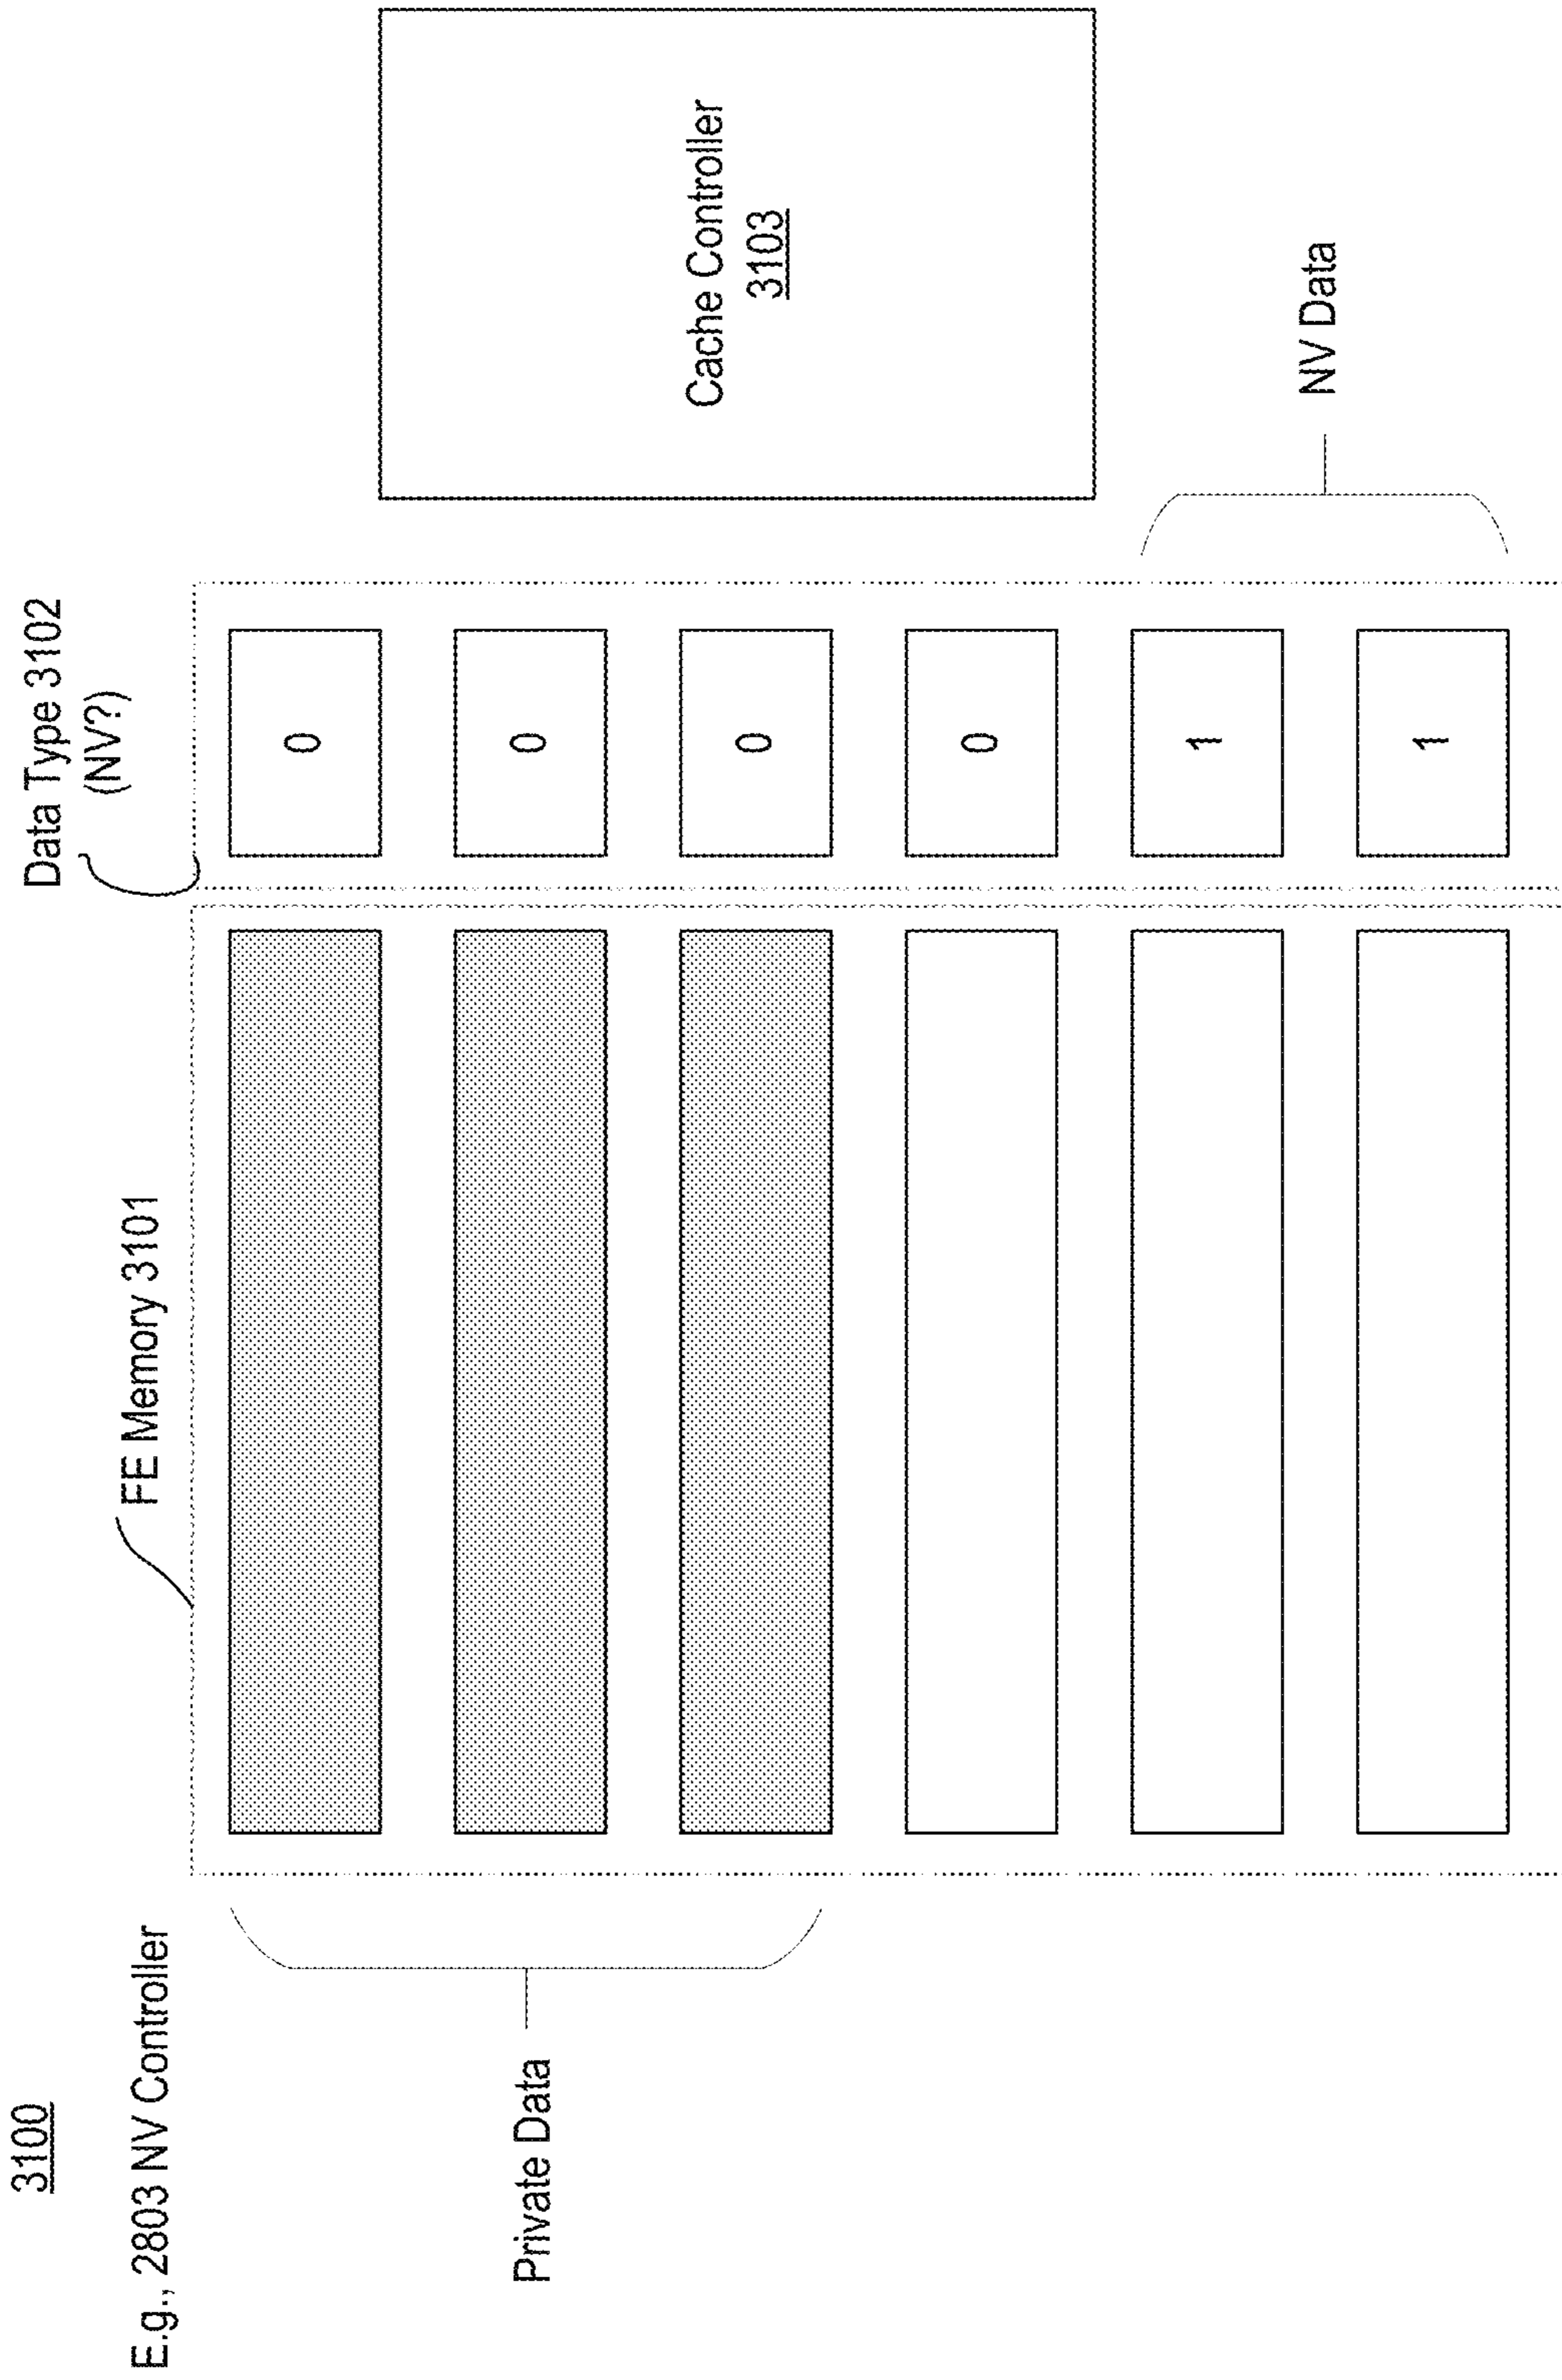 3100
E.g., 2803 NV Controller
FE Memory 3101
Data Type 3102
(NV?)
Private Data
0
0
0
0
1
1
Cache Controller
3103
NV Data